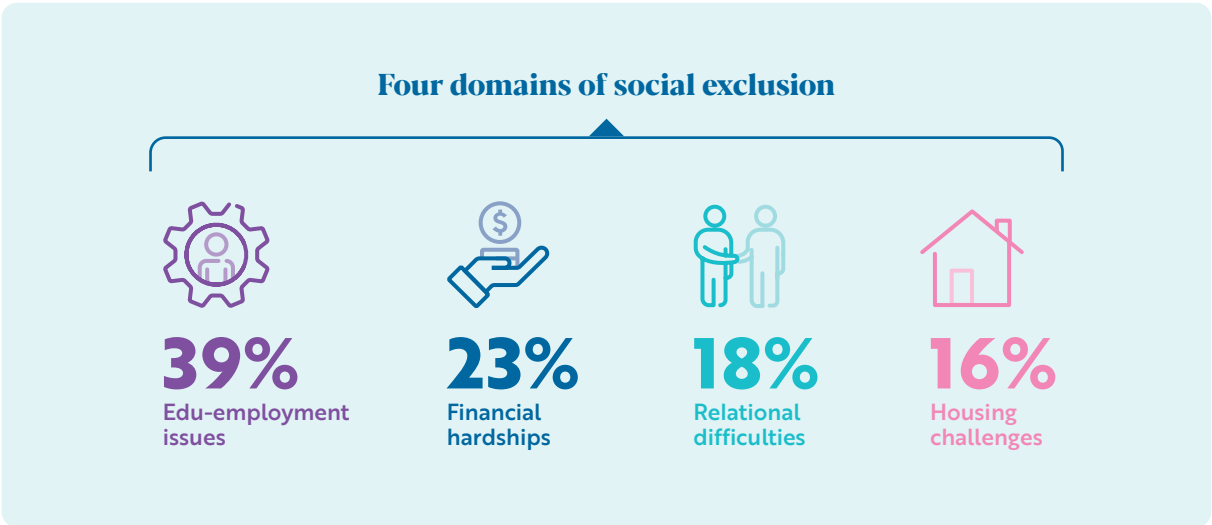 Four domains of social exclusion
$
39%
Edu-employment
issues
23%
Financial
hardships
18%
Relational
difficulties
16%
Housing
challenges